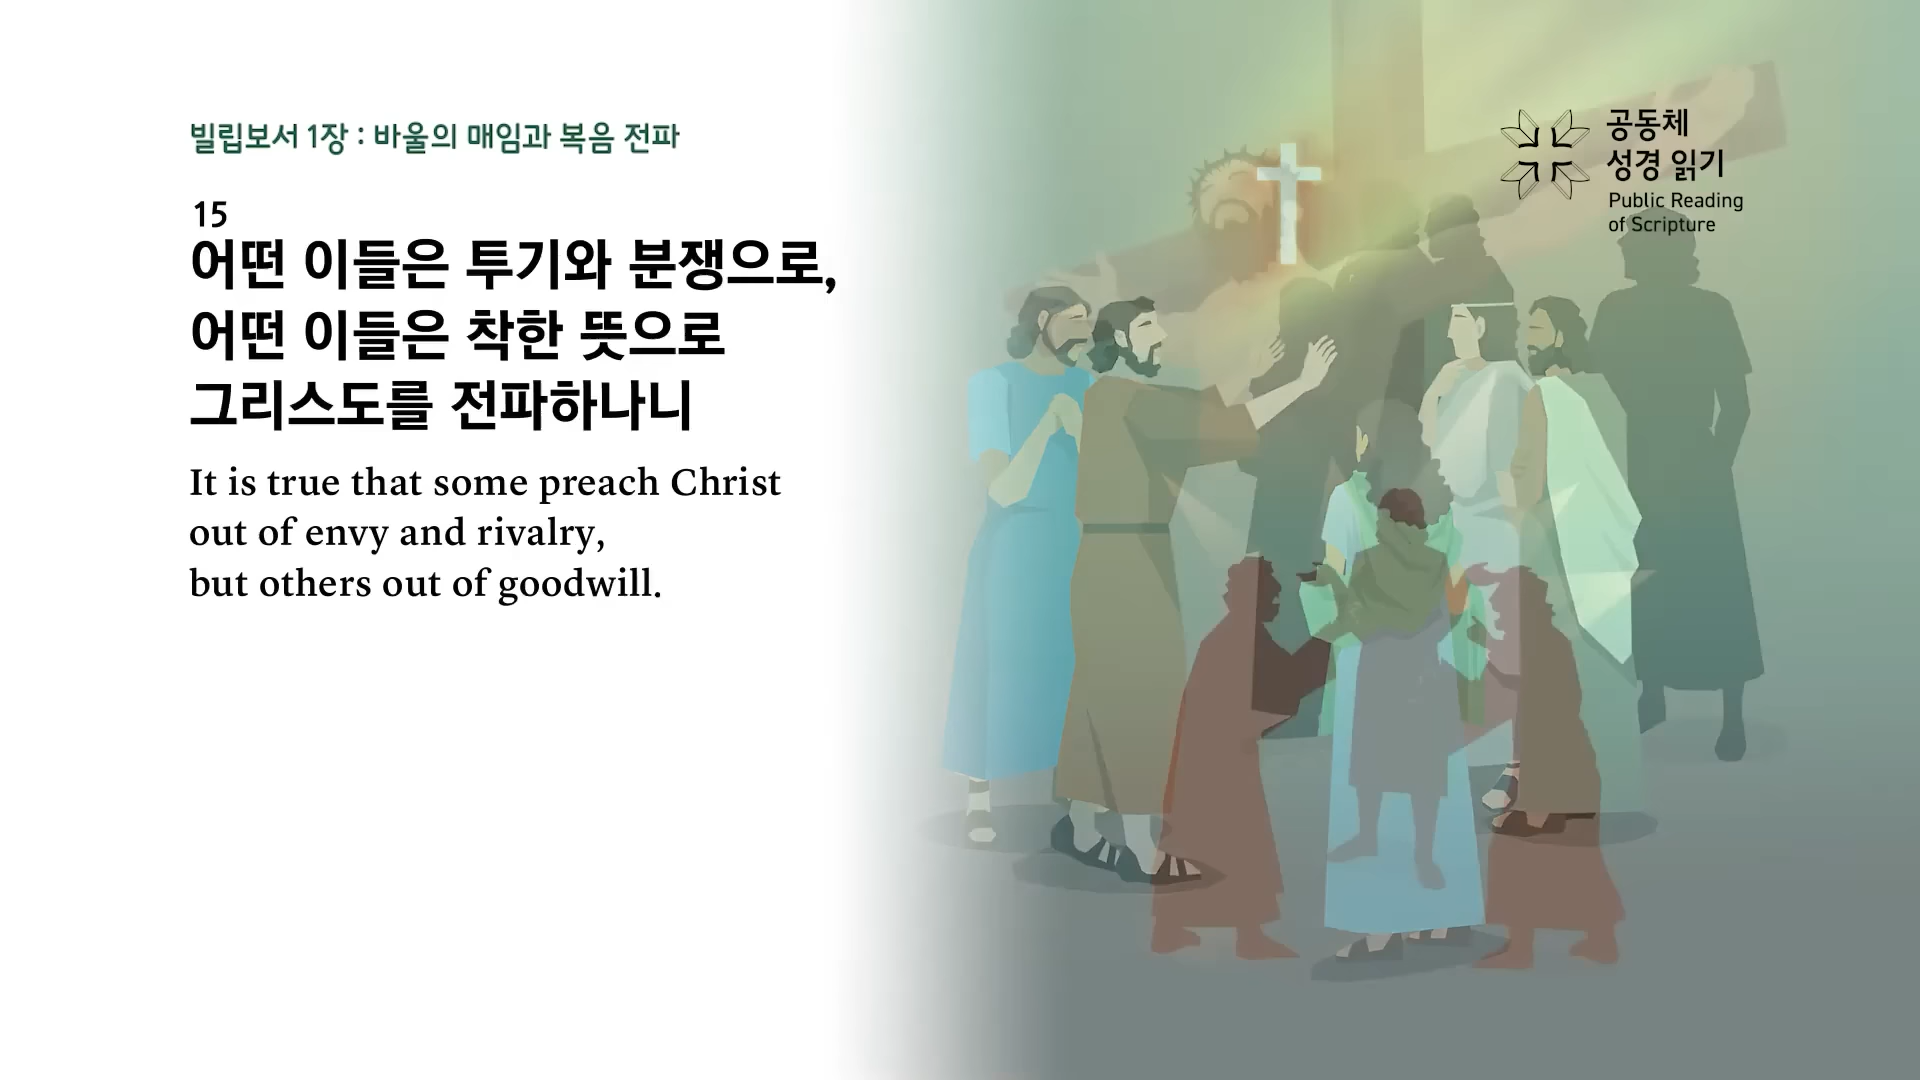 빌립보서 1장 : 바울의 매임과 복음 전파
15
어떤 이들은 투기와 분쟁으로,
어떤 이들은 착한 뜻으로
그리스도를 전파하나니
It is true that some preach Christ
out of envy and rivalry,
but others out of goodwill.
공동체
성경 읽기
Public Reading
of Scripture